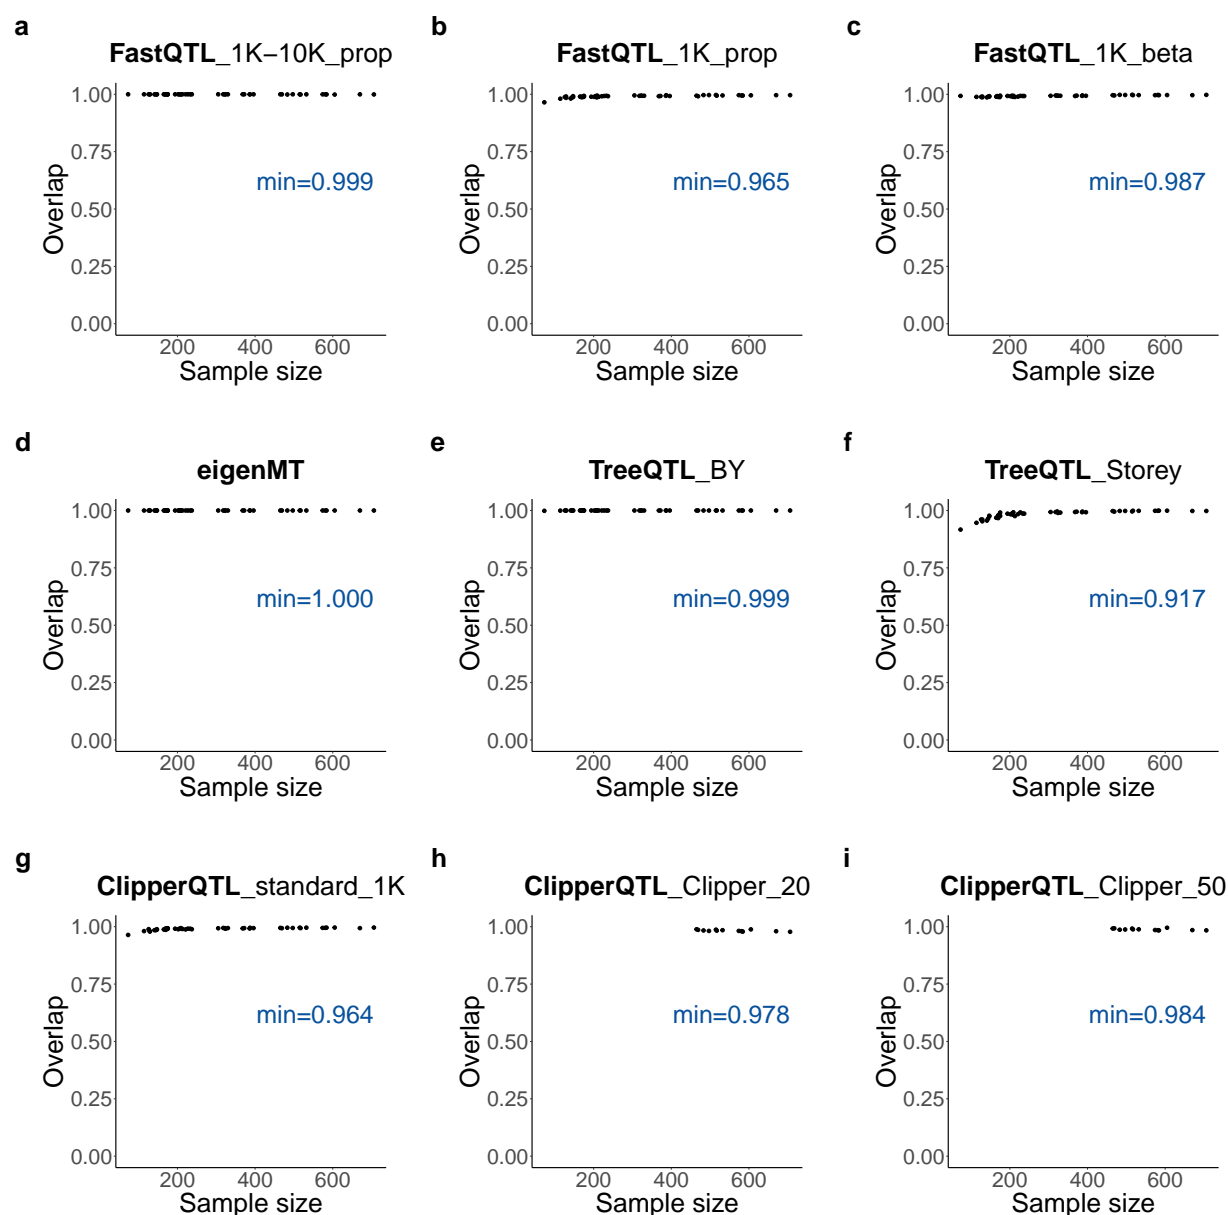 a
FastQTL_1K−10K_prop
1.00
0.75
0.50
0.25
0.00
Overlap
min=0.999
200 400 600
Sample size
b
FastQTL_1K_prop
1.00
0.75
0.50
0.25
0.00
Overlap
min=0.965
200 400 600
Sample size
c
FastQTL_1K_beta
1.00
0.75
0.50
0.25
0.00
Overlap
min=0.987
200 400 600
Sample size
d
eigenMT
1.00
0.75
0.50
0.25
0.00
Overlap
min=1.000
200 400 600
Sample size
e
TreeQTL_BY
1.00
0.75
0.50
0.25
0.00
Overlap
min=0.999
200 400 600
Sample size
f
TreeQTL_Storey
1.00
0.75
0.50
0.25
0.00
Overlap
min=0.917
200 400 600
Sample size
g
ClipperQTL_standard_1K
1.00
0.75
0.50
0.25
0.00
Overlap
min=0.964
200 400 600
Sample size
h
ClipperQTL_Clipper_20
1.00
0.75
0.50
0.25
0.00
Overlap
min=0.978
200 400 600
Sample size
i
ClipperQTL_Clipper_50
1.00
0.75
0.50
0.25
0.00
Overlap
min=0.984
200 400 600
Sample size